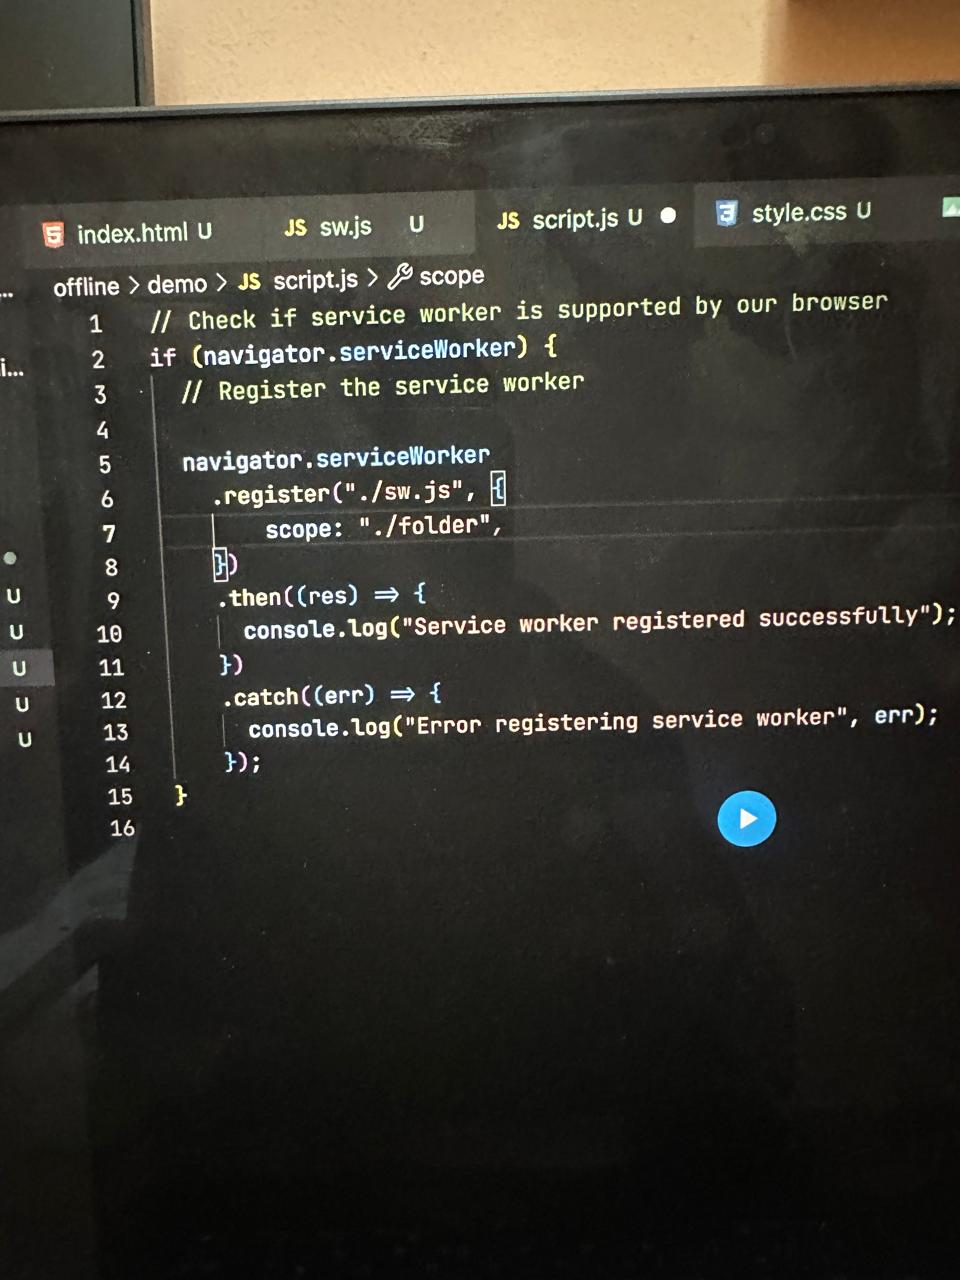 index.html U
JS sw.js U
JS script.js U
style.css U
... offline > demo > JS script.js > scope
1 // Check if service worker is supported by our browser
i... 2 if (navigator.serviceWorker) {
3 // Register the service worker
4
5 navigator.serviceWorker
6 .register("./sw.js", {
7 scope: "./folder",
8 })
U 9 .then((res) => {
U 10 console.log("Service worker registered successfully");
U 11 })
U 12 .catch((err) => {
U 13 console.log("Error registering service worker", err);
14 });
15 }
16